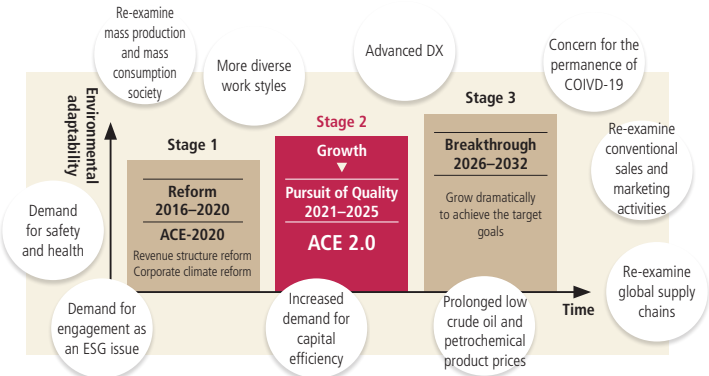 Re-examine
mass production
and mass
consumption
society
More diverse
work styles
Advanced DX
Concern for the
permanence of
COIVD-19
Environmental
adaptability
Stage 1
Reform
2016–2020
ACE-2020
Revenue structure reform
Corporate climate reform
Stage 2
Growth
▼
Pursuit of Quality
2021–2025
ACE 2.0
Stage 3
Breakthrough
2026–2032
Grow dramatically
to achieve the target
goals
Re-examine
conventional
sales and
marketing
activities
Demand
for safety
and health
Time
Re-examine
global supply
chains
Demand for
engagement as
an ESG issue
Increased
demand for
capital
efficiency
Prolonged low
crude oil and
petrochemical
product prices